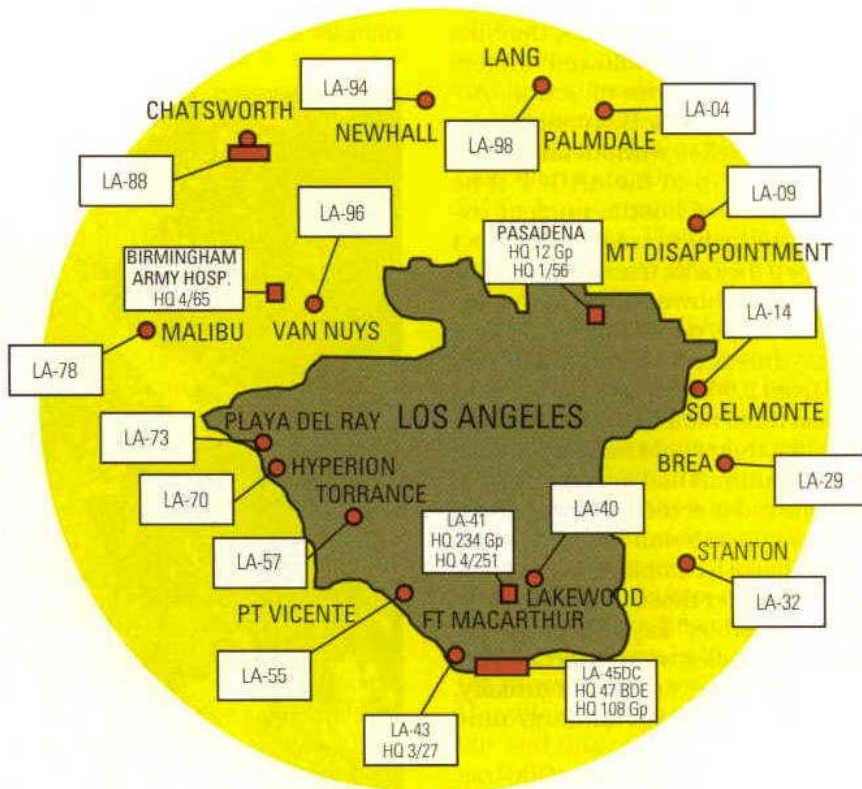 LANG
LA-94
CHATSWORTH
NEWHALL
LA-98
PALMDALE
LA-04
LA-88
LA-96
LA-09
PASADENA
HQ 12 Gp
HQ 1/56
MT DISAPPOINTMENT
BIRMINGHAM
ARMY HOSP.
HQ 4/65
MALIBU
VAN NUYS
LA-14
LA-78
SO EL MONTE
PLAYA DEL RAY
LOS ANGELES
LA-73
HYPERION
BREA
LA-29
LA-70
TORRANCE
LA-41
HQ 234 Gp
HQ 4/251
LA-40
STANTON
LA-57
LAKEWOOD
LA-32
PT VICENTE
FT MACARTHUR
LA-55
LA-43
HQ 3/27
LA-45DC
HQ 47 BDE
HQ 108 Gp